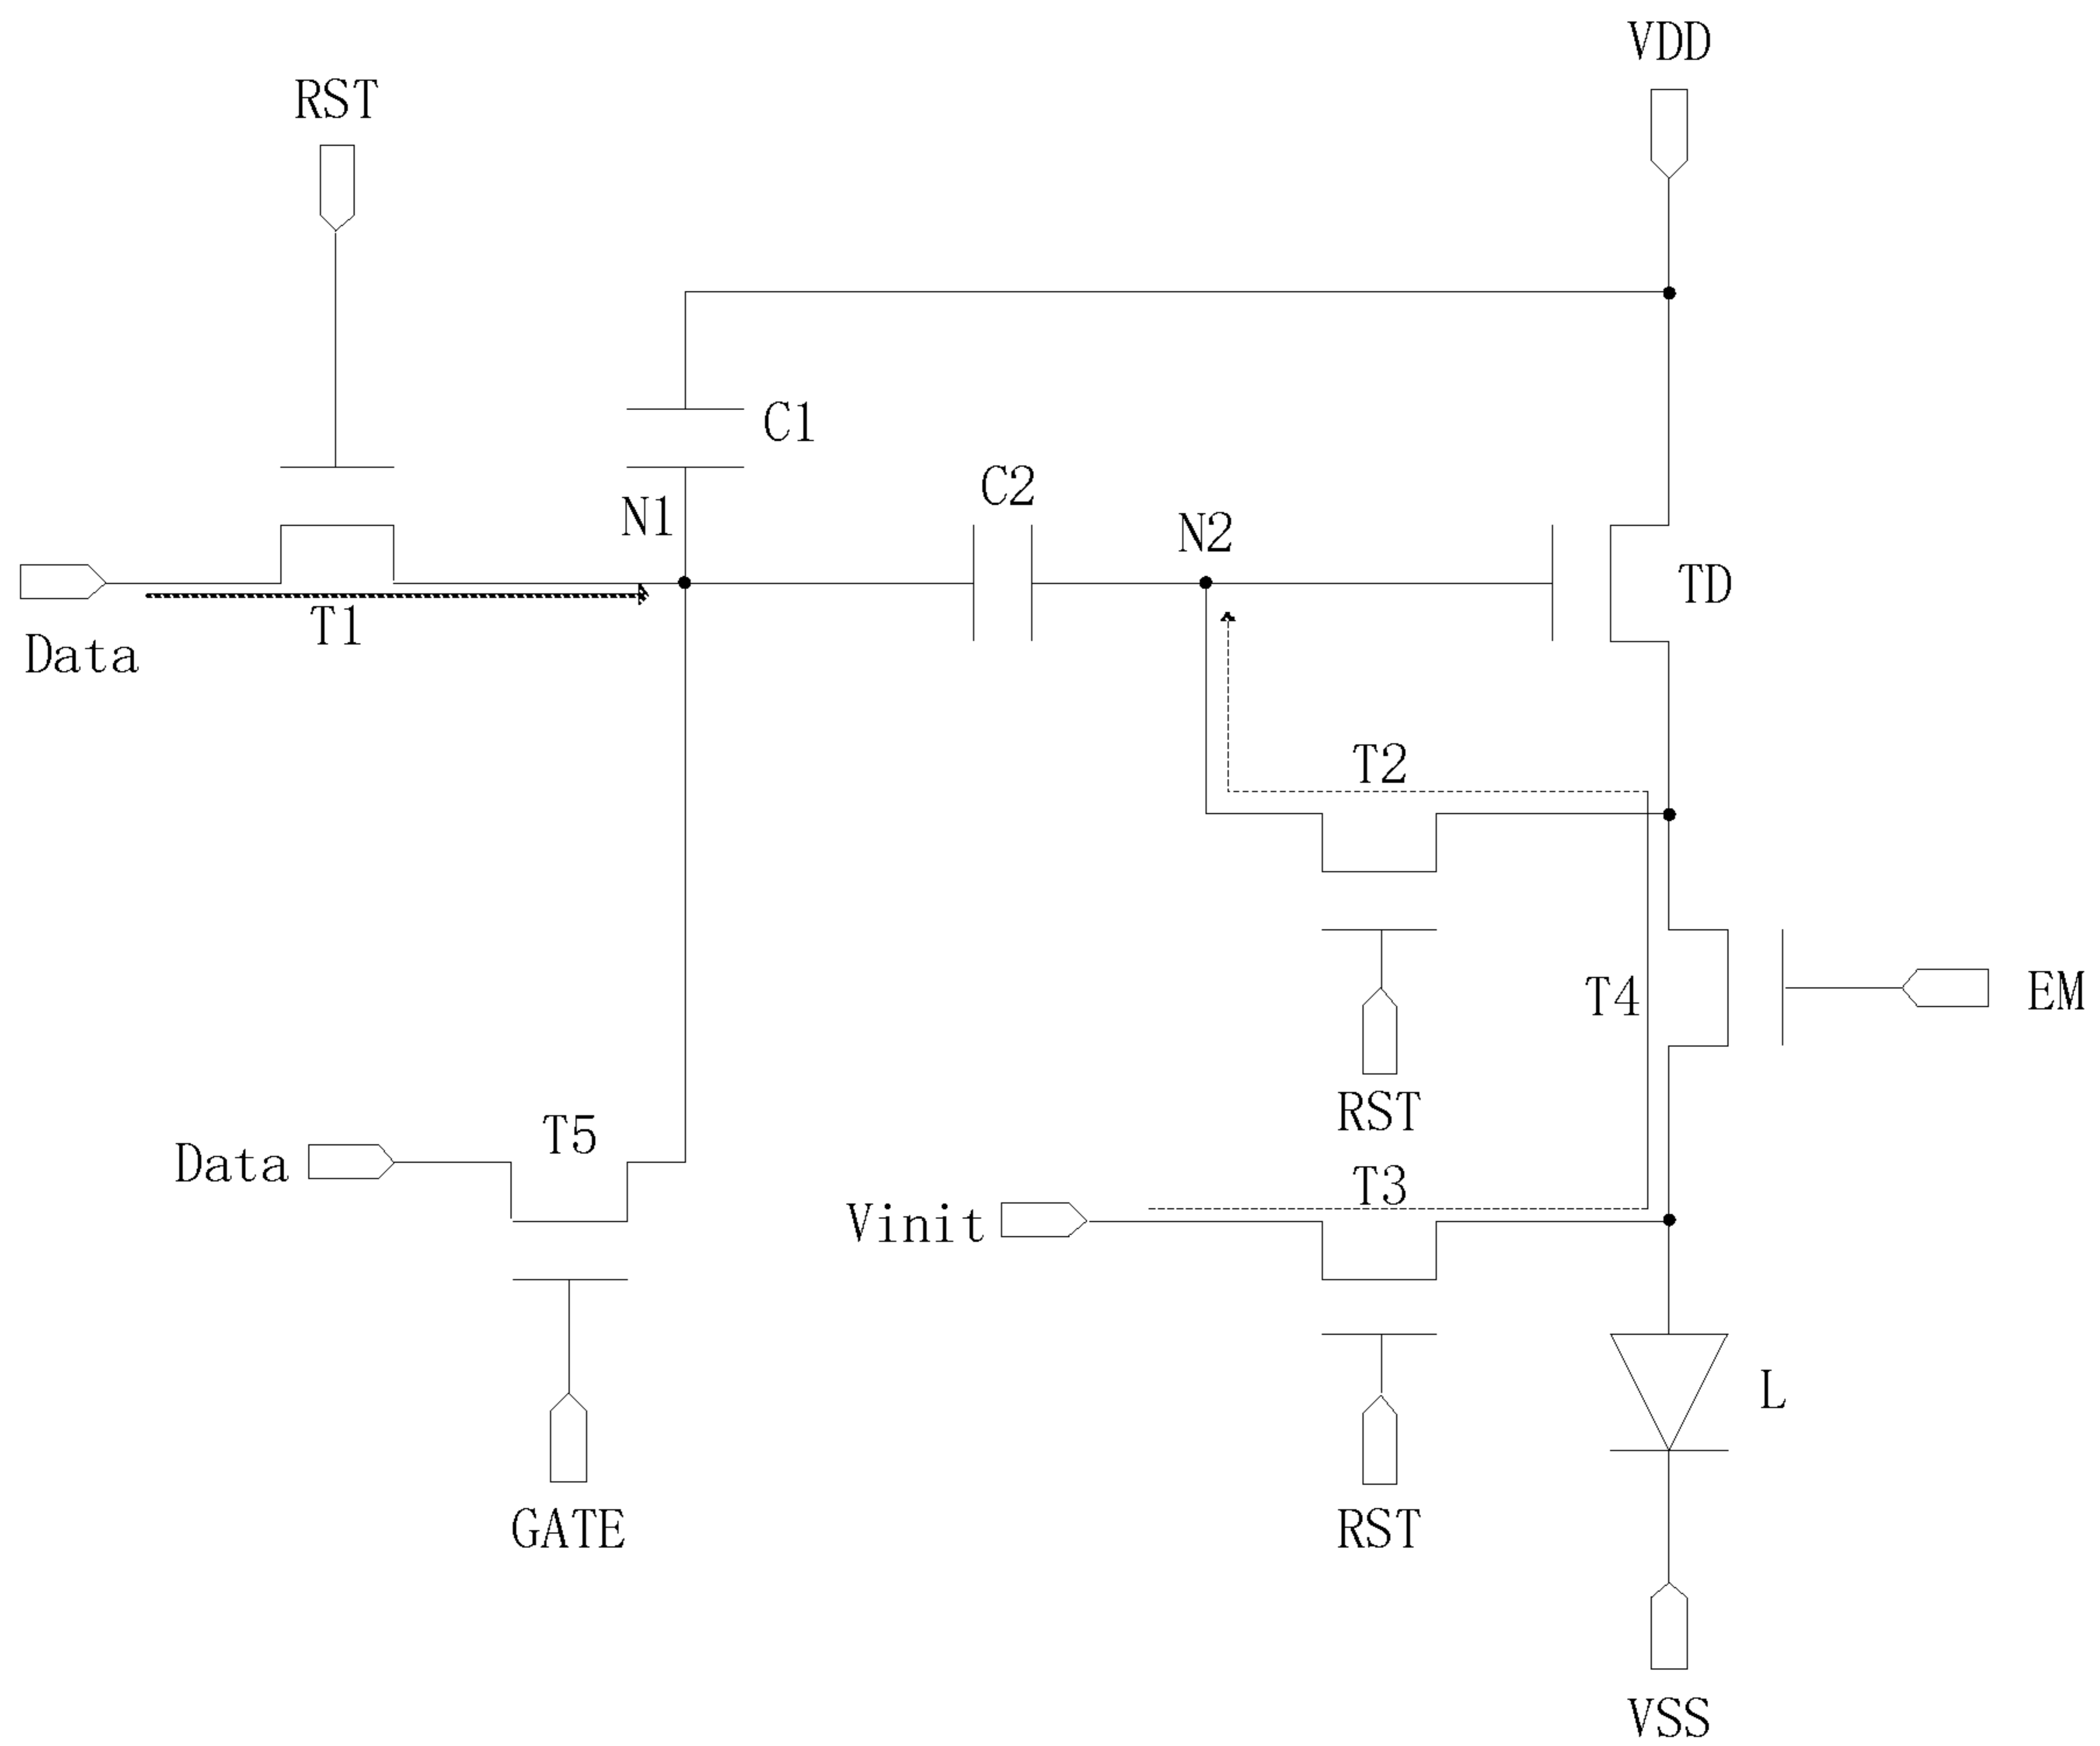 VDD
RST
C1
C2
N1
N2
TD
T1
Data
T2
T4
EM
RST
T5
Data
T3
Vinit
L
GATE
RST
VSS